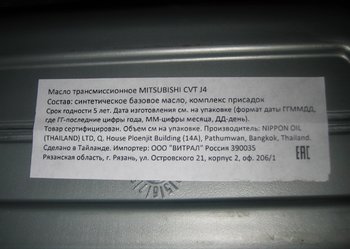 Масло трансмиссионное MITSUBISHI CVT J4
Состав: синтетическое базовое масло, комплекс присадок
Срок годности 5 лет. Дата изготовления см. на упаковке (формат даты ГГММДД,
где ГГ-последние цифры года, ММ-цифры месяца, ДД-день).
Товар сертифицирован. Объем см на упаковке. Производитель: NIPPON OIL
(THAILAND) LTD, Q. House Ploenjit Building (1A), Pathumwan, Bangkok, Thailand.
Сделано в Тайланде. Импортер: ООО "ВИТРАЛ" Россия 390035
Рязанская область, г. Рязань, ул. Островского 21, корпус 2, оф. 206/1
EAC